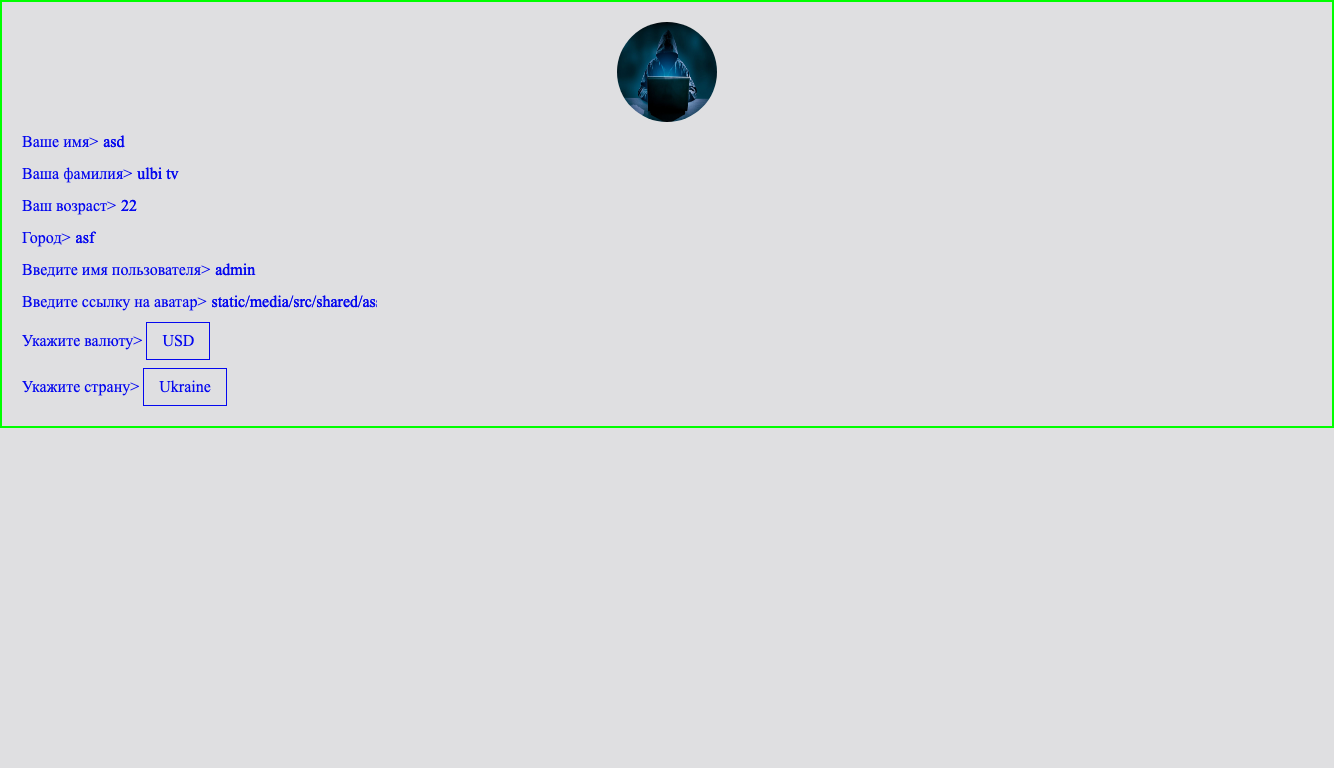 Ваше имя> asd
Ваша фамилия> ulbi tv
Ваш возраст> 22
Город> asf
Введите имя пользователя> admin
Введите ссылку на аватар> static/media/src/shared/as
Укажите валюту> USD
Укажите страну> Ukraine